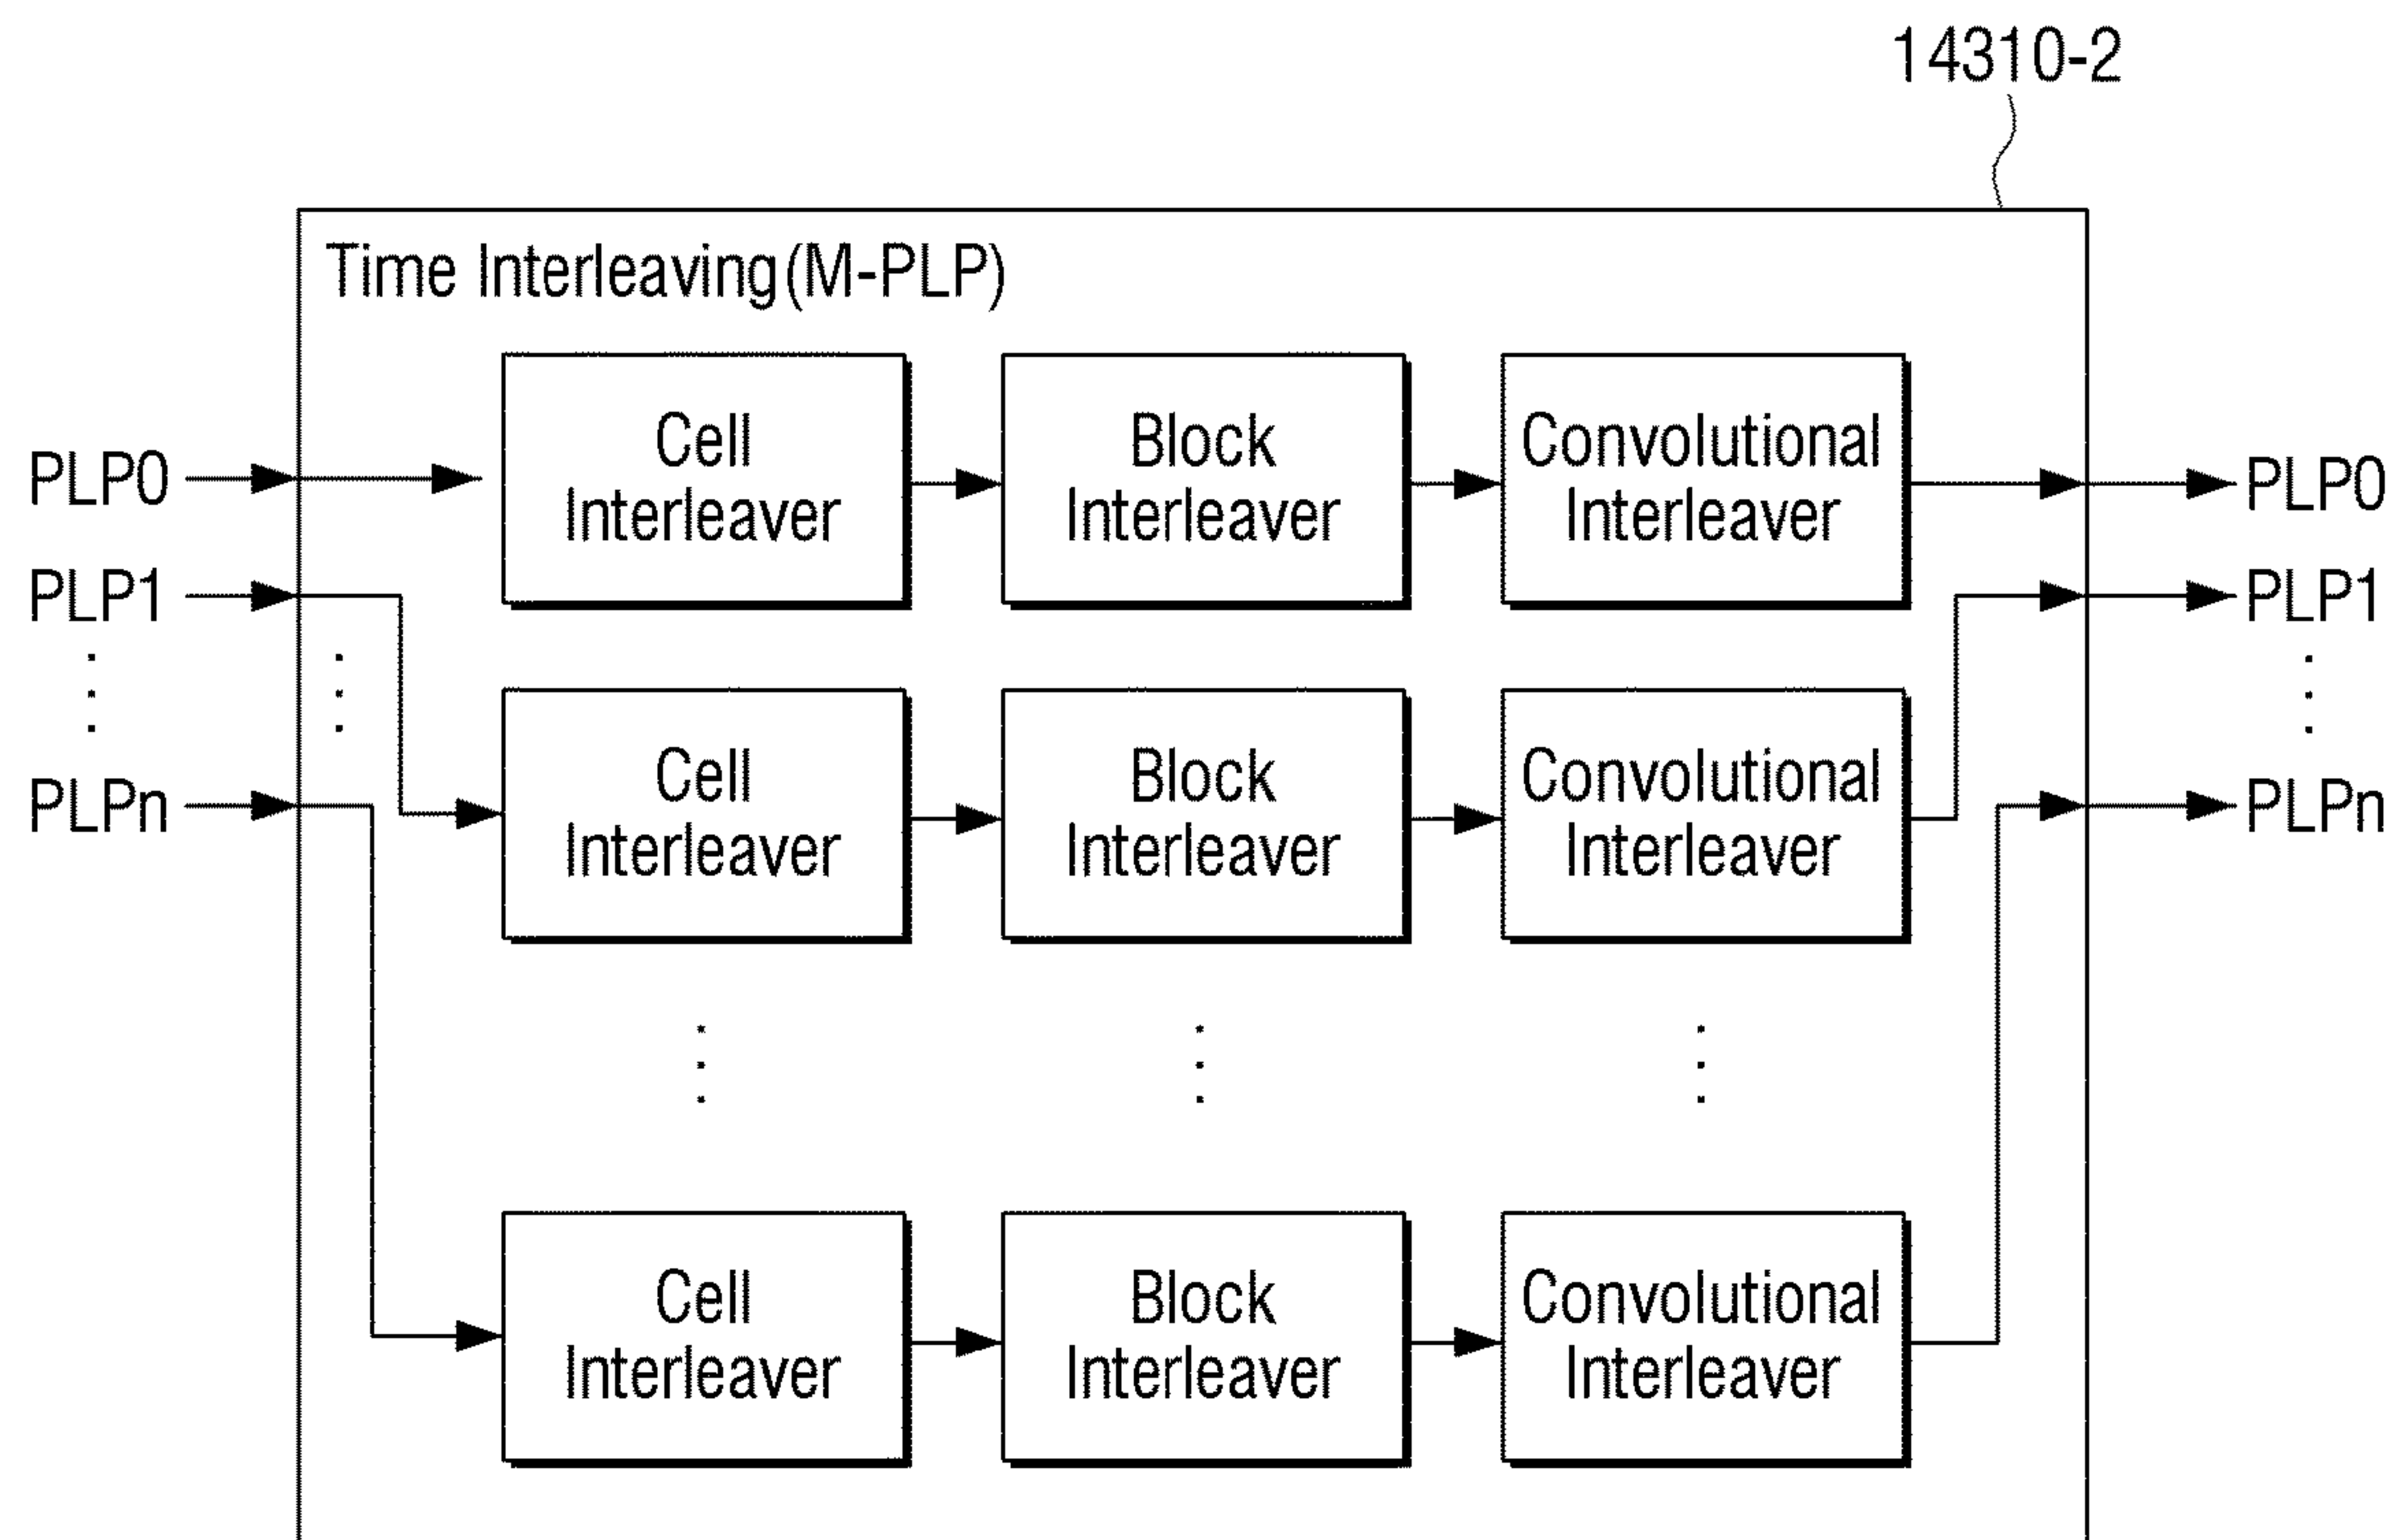 14310-2
Time Interleaving(M-PLP)
PLP0
Cell
Interleaver
Block
Interleaver
Convolutional
Interleaver
PLP0
PLP1
PLP1
Cell
Interleaver
Block
Interleaver
Convolutional
Interleaver
PLPn
PLPn
Cell
Interleaver
Block
Interleaver
Convolutional
Interleaver